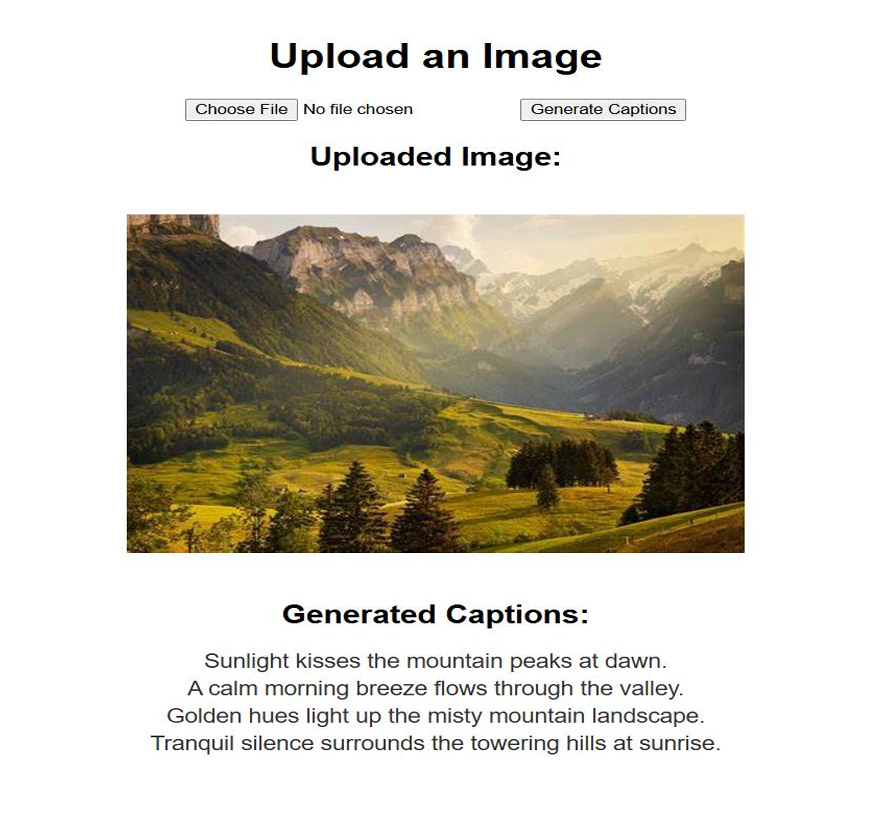 Upload an Image
Choose File No file chosen Generate Captions
Uploaded Image:
Generated Captions:
Sunlight kisses the mountain peaks at dawn.
A calm morning breeze flows through the valley.
Golden hues light up the misty mountain landscape.
Tranquil silence surrounds the towering hills at sunrise.